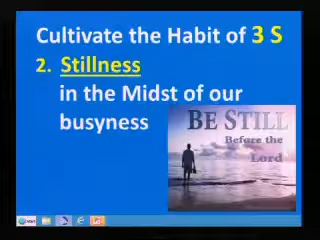 Cultivate the Habit of 3 S
2. Stillness
in the Midst of our
busyness
BE STILL
Before the
Lord